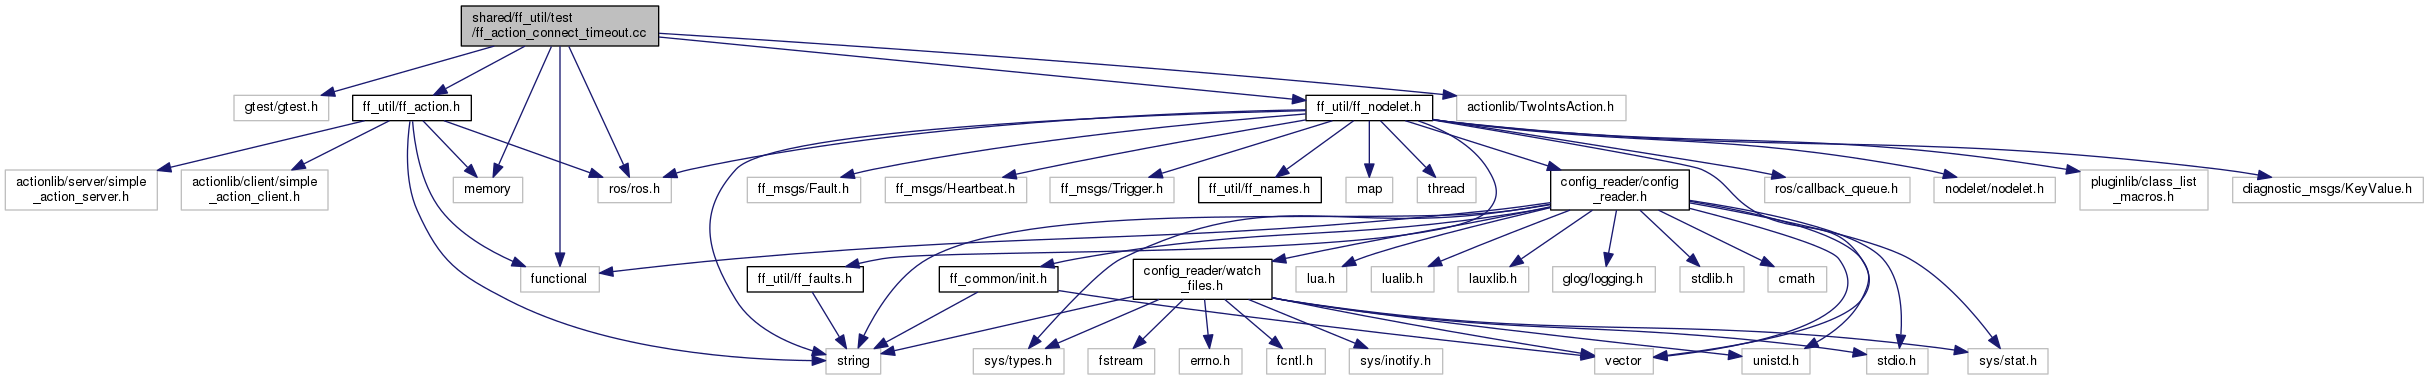 shared/ff_util/test
/ff_action_connect_timeout.cc
gtest/gtest.h
ff_util/ff_action.h
ff_util/ff_nodelet.h
actionlib/TwoIntsAction.h
actionlib/server/simple
_action_server.h
actionlib/client/simple
_action_client.h
memory
ros/ros.h
ff_msgs/Fault.h
ff_msgs/Heartbeat.h
ff_msgs/Trigger.h
ff_util/ff_names.h
map
thread
config_reader/config
_reader.h
ros/callback_queue.h
nodelet/nodelet.h
pluginlib/class_list
_macros.h
diagnostic_msgs/KeyValue.h
functional
ff_util/ff_faults.h
ff_common/init.h
config_reader/watch
_files.h
lua.h
lualib.h
lauxlib.h
glog/logging.h
stdlib.h
cmath
string
sys/types.h
fstream
errno.h
fcntl.h
sys/inotify.h
vector
unistd.h
stdio.h
sys/stat.h